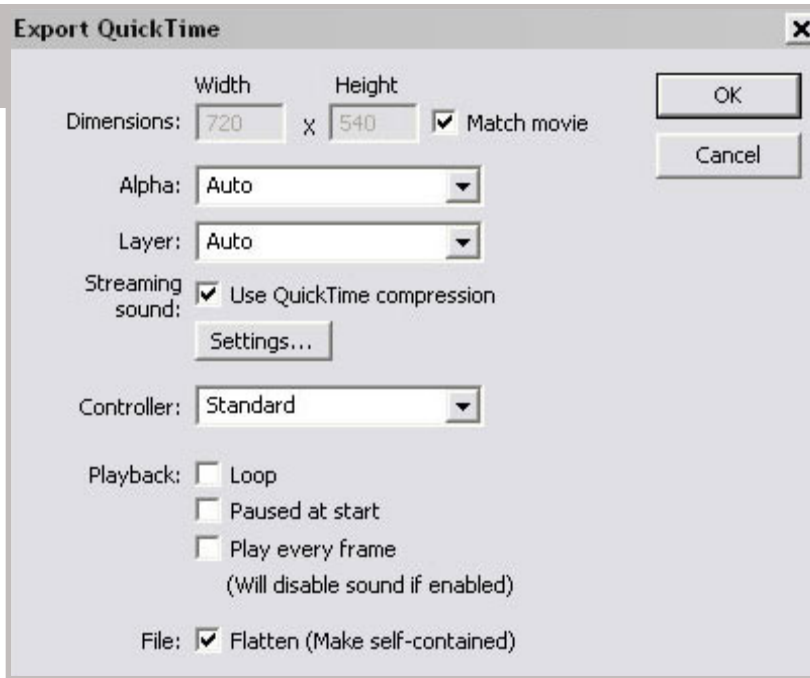 Export QuickTime
Width Height
Dimensions: 720 x 540 Match movie
OK
Cancel
Alpha: Auto
Layer: Auto
Streaming sound: Use QuickTime compression
Settings...
Controller: Standard
Playback: Loop
Paused at start
Play every frame
(Will disable sound if enabled)
File: Flatten (Make self-contained)